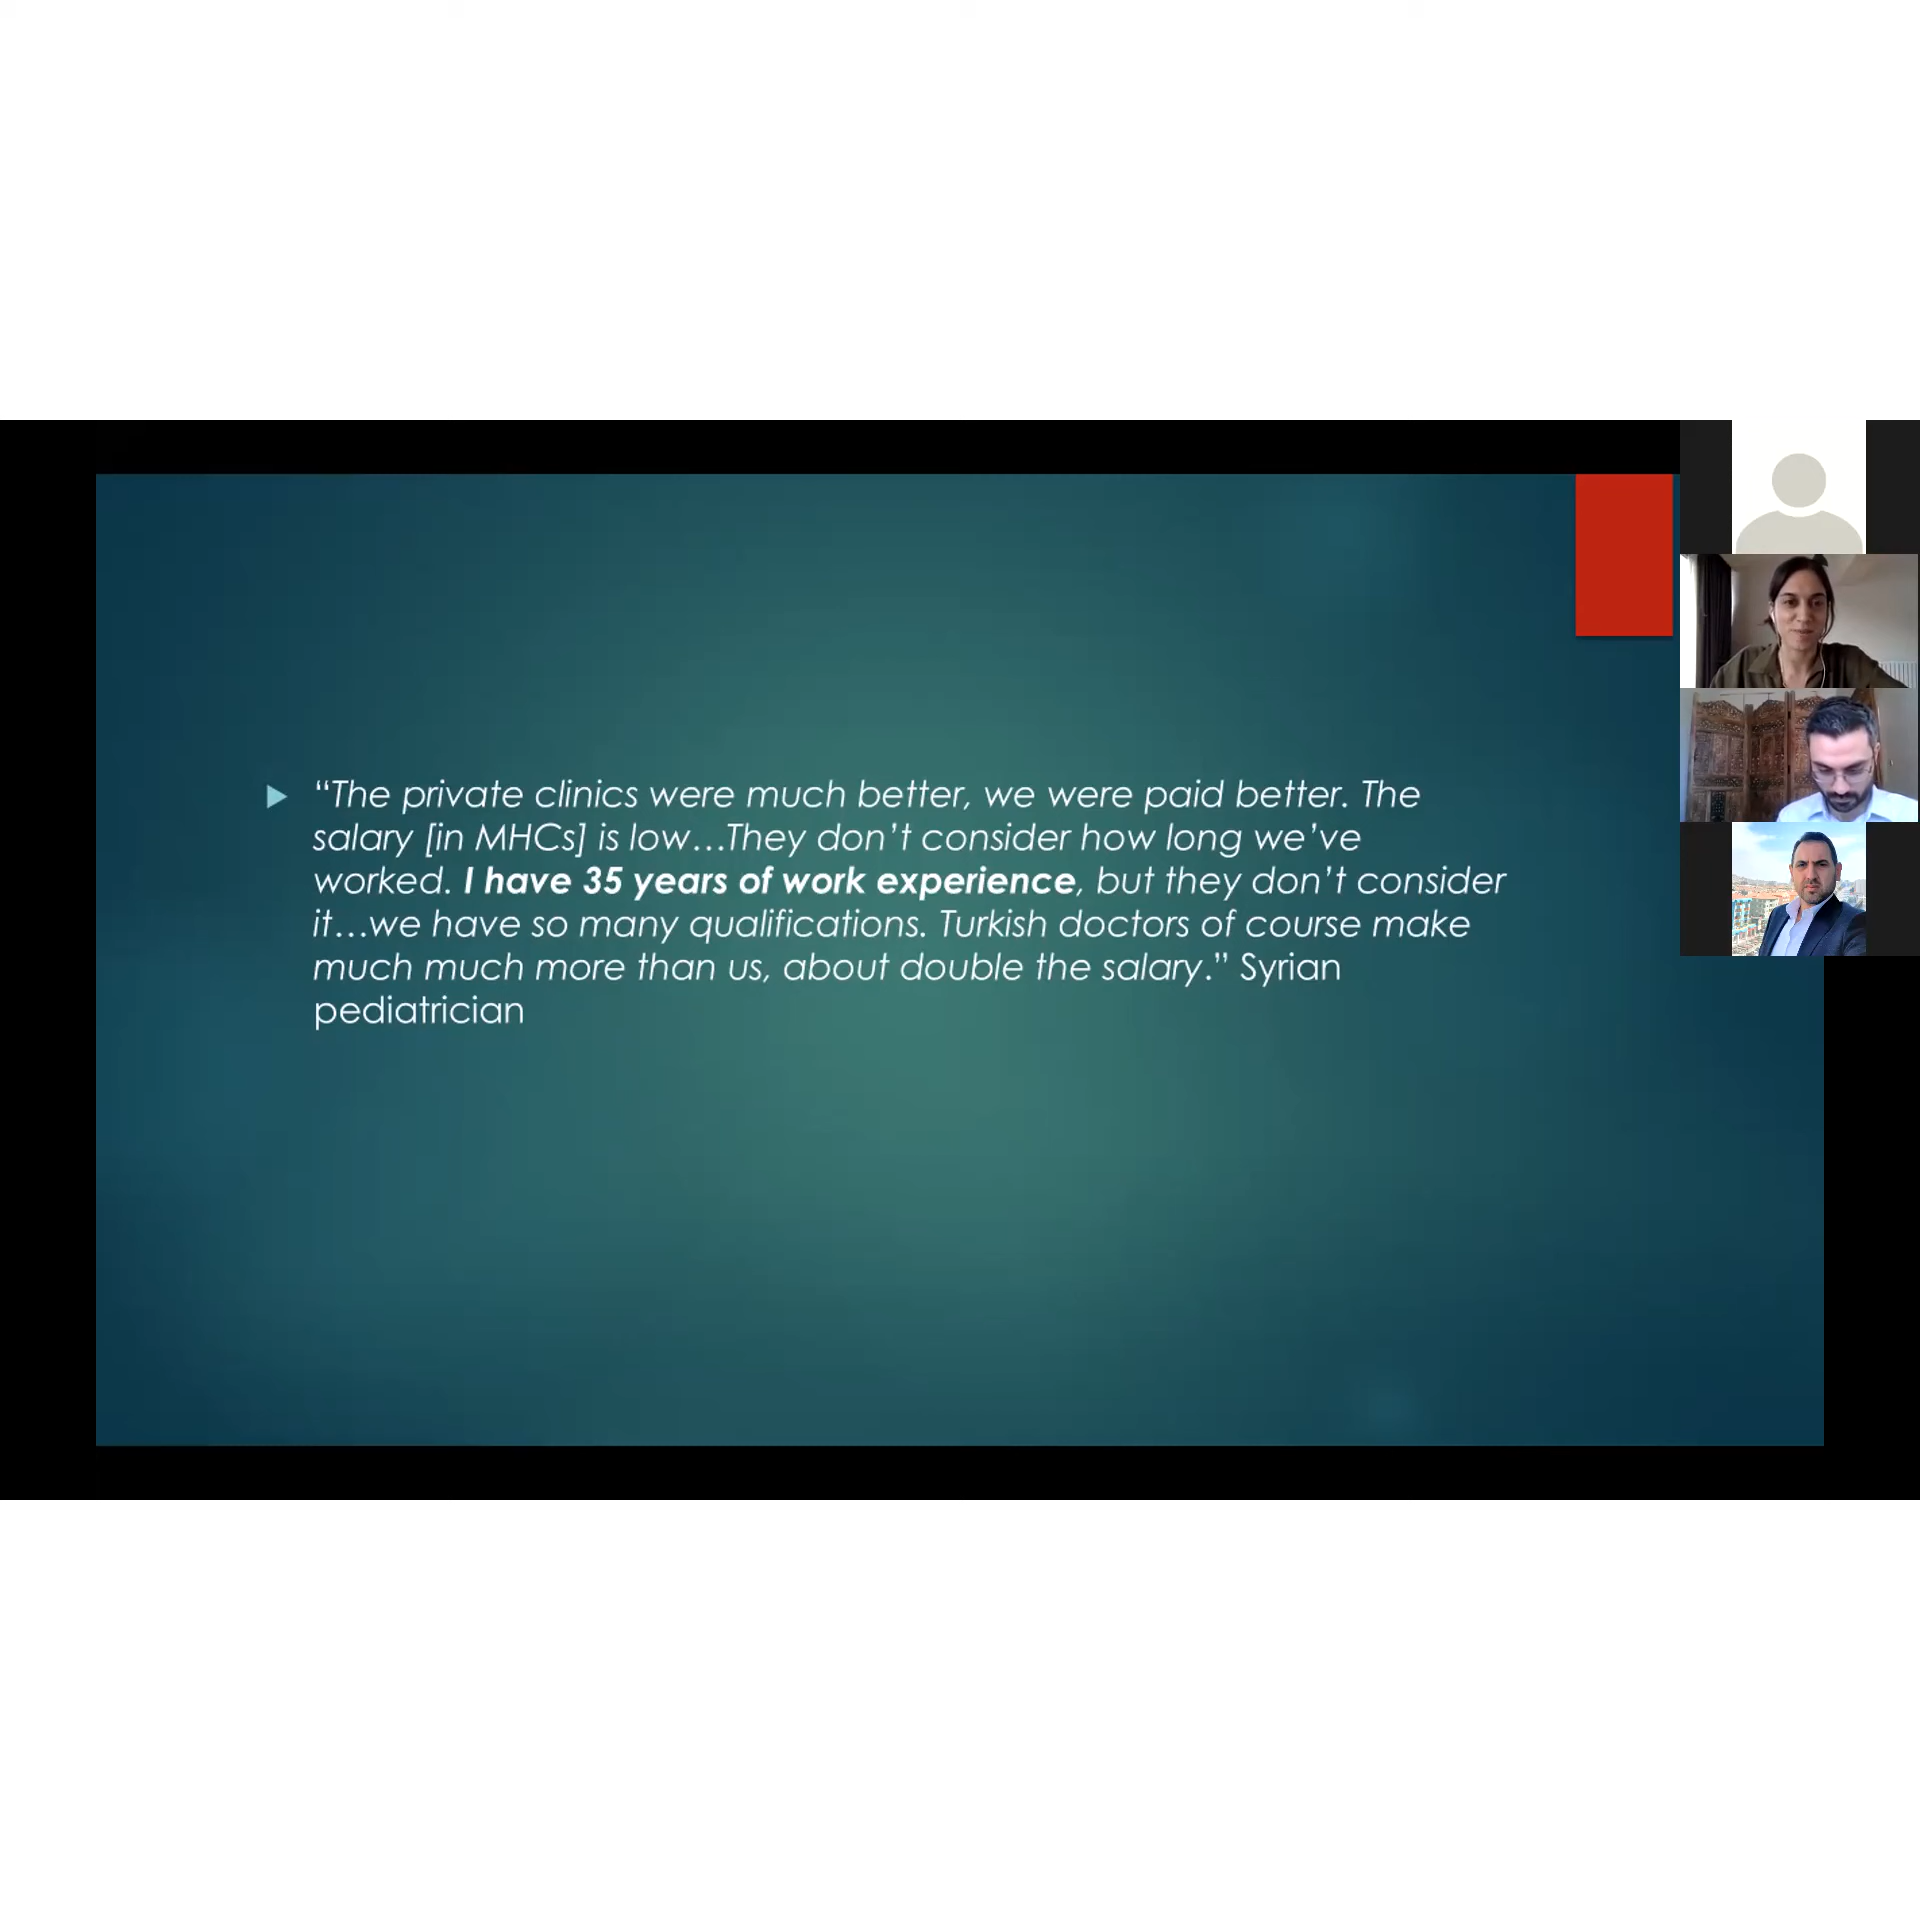 “The private clinics were much better, we were paid better. The
salary [in MHCs] is low…They don’t consider how long we’ve
worked. I have 35 years of work experience, but they don’t consider
it…we have so many qualifications. Turkish doctors of course make
much much more than us, about double the salary.” Syrian
pediatrician